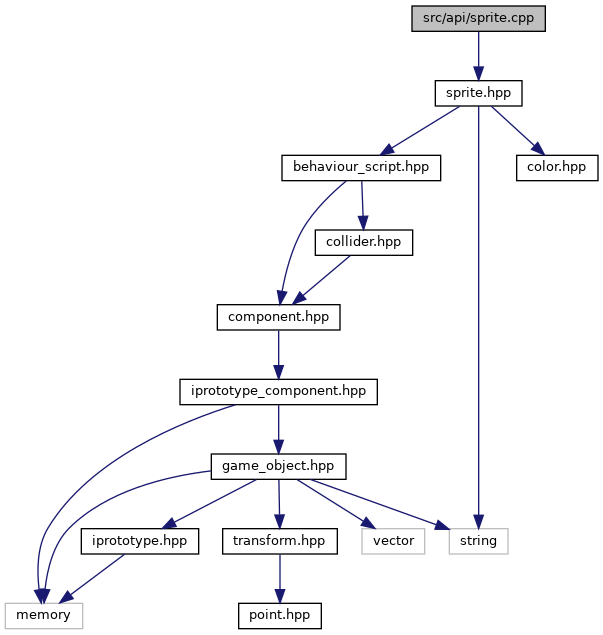 src/api/sprite.cpp
sprite.hpp
behaviour_script.hpp
color.hpp
collider.hpp
component.hpp
iprototype_component.hpp
game_object.hpp
iprototype.hpp
transform.hpp
vector
string
memory
point.hpp